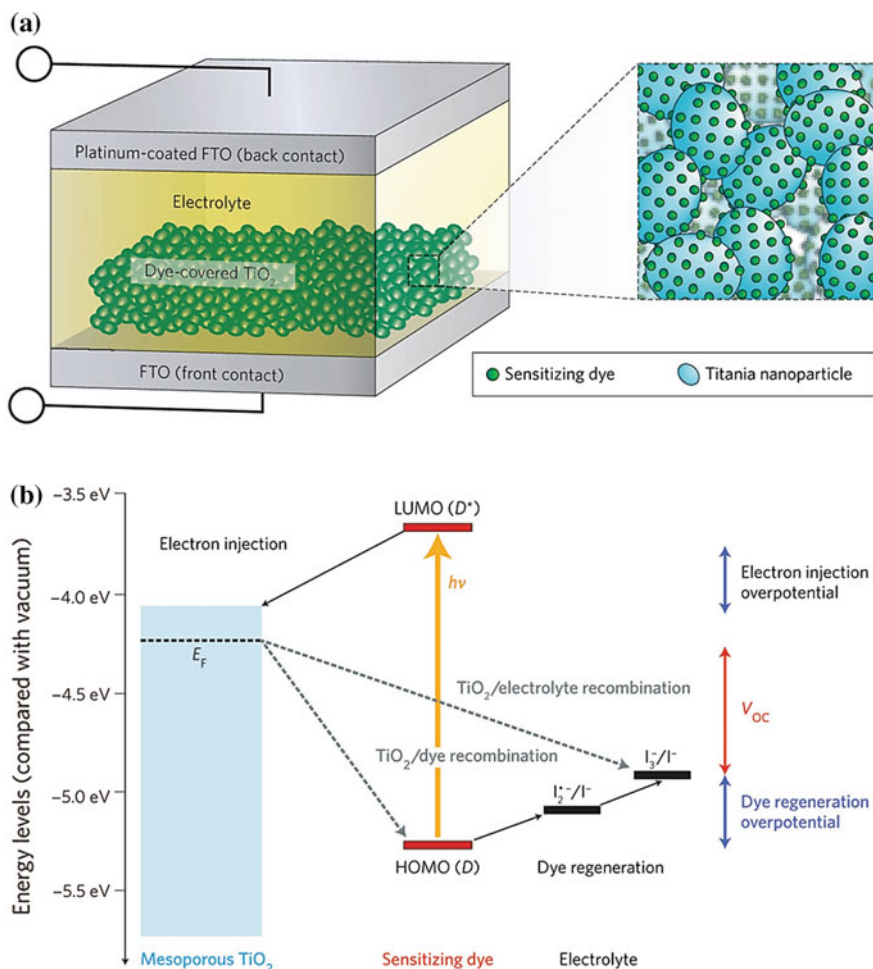 (a)
Platinum-coated FTO (back contact)
Electrolyte
Dye-covered TiO₂
FTO (front contact)
Sensitizing dye
Titania nanoparticle
(b)
Energy levels (compared with vacuum)
−3.5 eV
−4.0 eV
−4.5 eV
−5.0 eV
−5.5 eV
Electron injection
LUMO (D*)
hν
E_F
TiO₂/electrolyte recombination
TiO₂/dye recombination
I₃⁻/I⁻
I₂•⁻/I⁻
HOMO (D)
Dye regeneration
Electron injection
overpotential
V_OC
Dye regeneration
overpotential
Mesoporous TiO₂
Sensitizing dye
Electrolyte